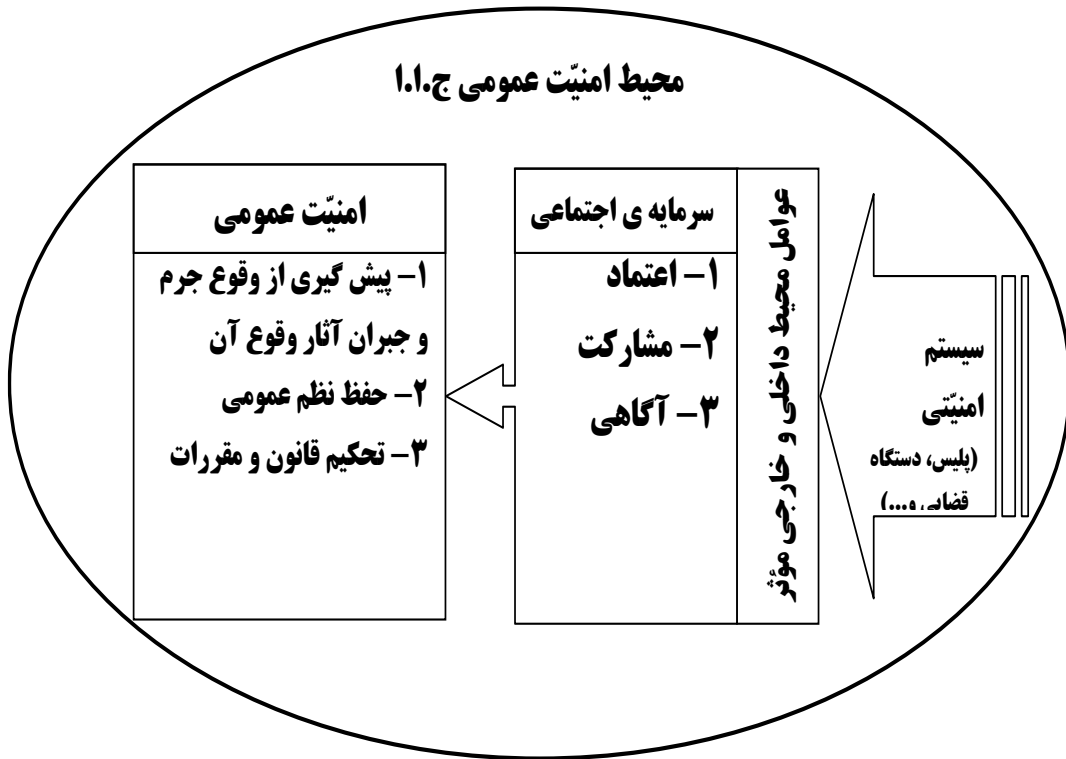 محیط امنیّت عمومی ج.ا.ا
سیستم
امنیّتی
(پلیس، دستگاه
قضایی و...)
عوامل محیط داخلی و خارجی مؤثر
سرمایه ی اجتماعی
۱- اعتماد
۲- مشارکت
۳- آگاهی
امنیّت عمومی
۱- پیش گیری از وقوع جرم
و جبران آثار وقوع آن
۲- حفظ نظم عمومی
۳- تحکیم قانون و مقررات